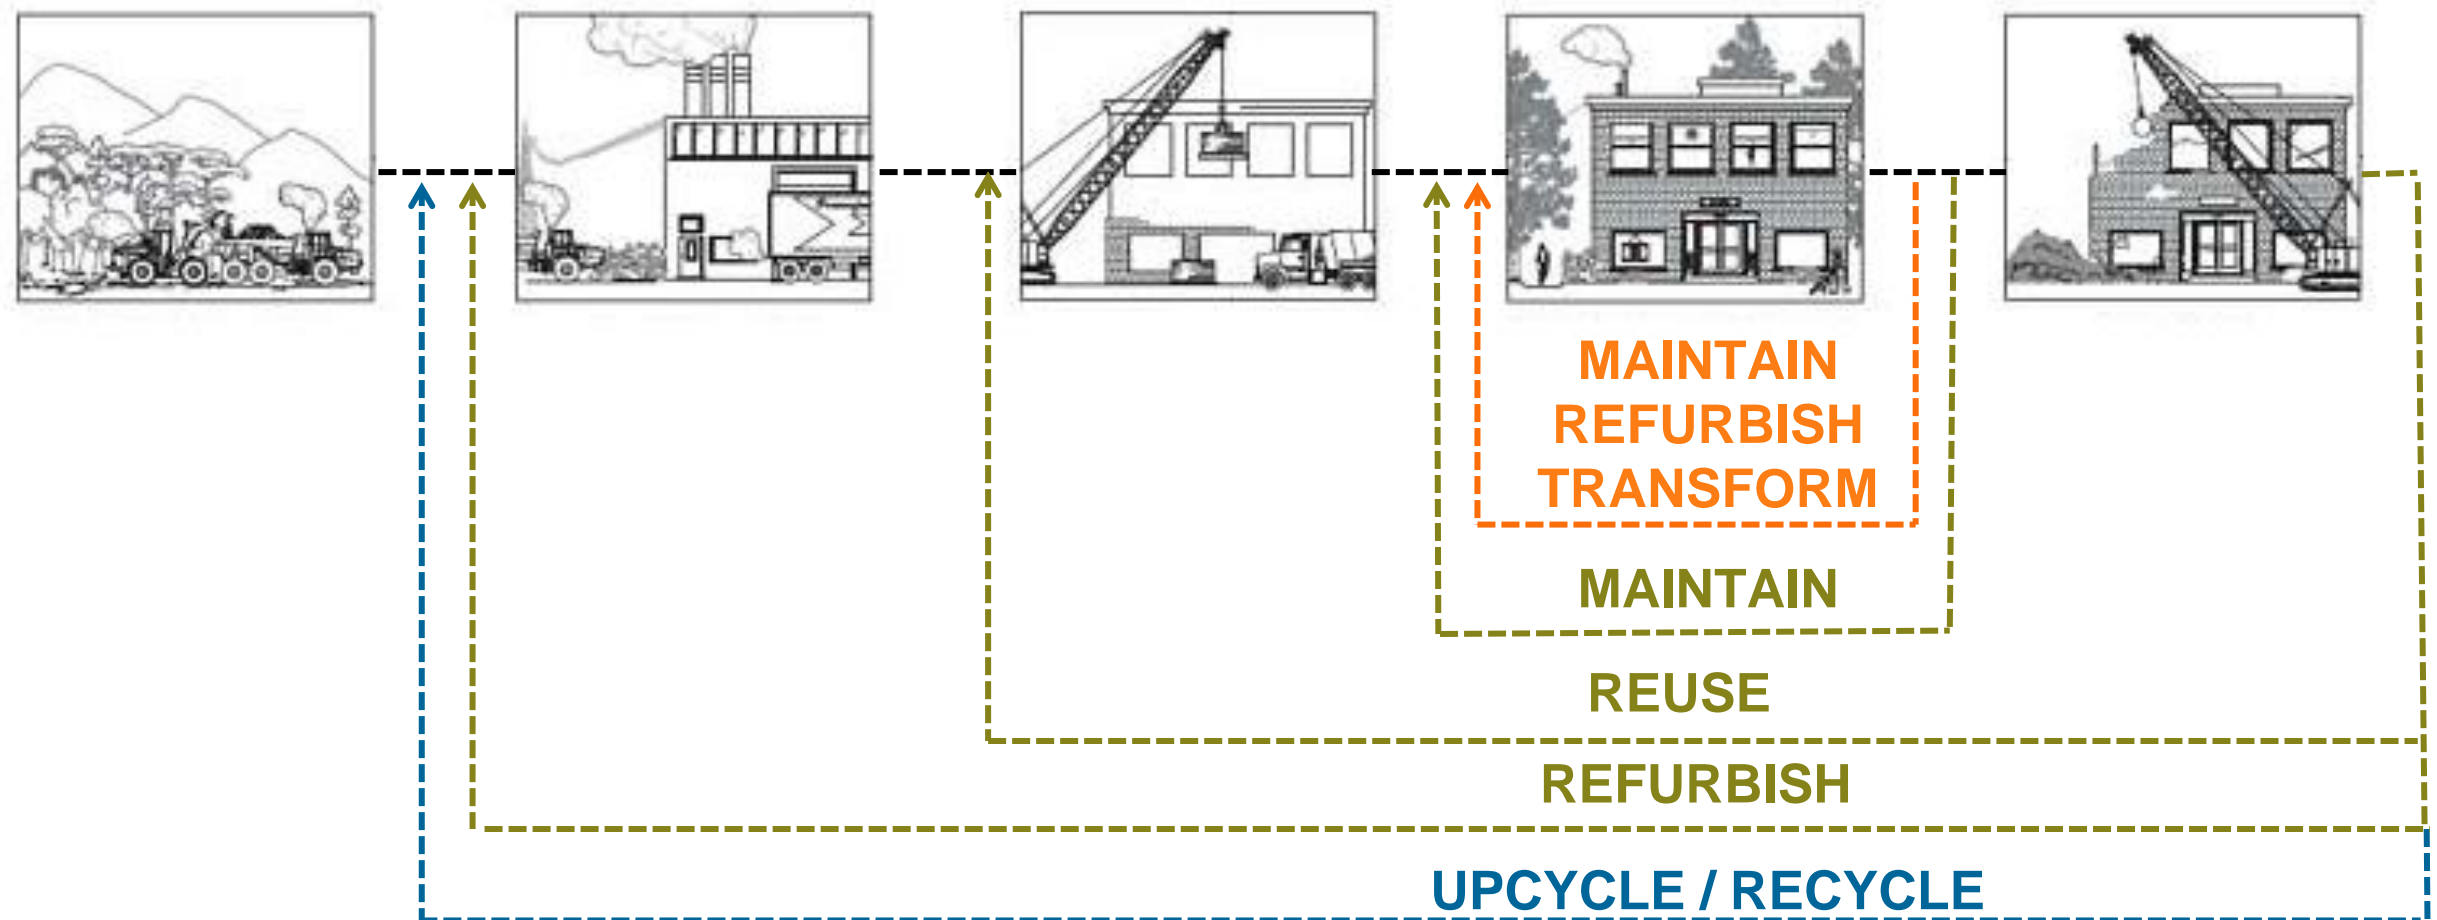 MAINTAIN
REFURBISH
TRANSFORM
MAINTAIN
REUSE
REFURBISH
UPCYCLE / RECYCLE